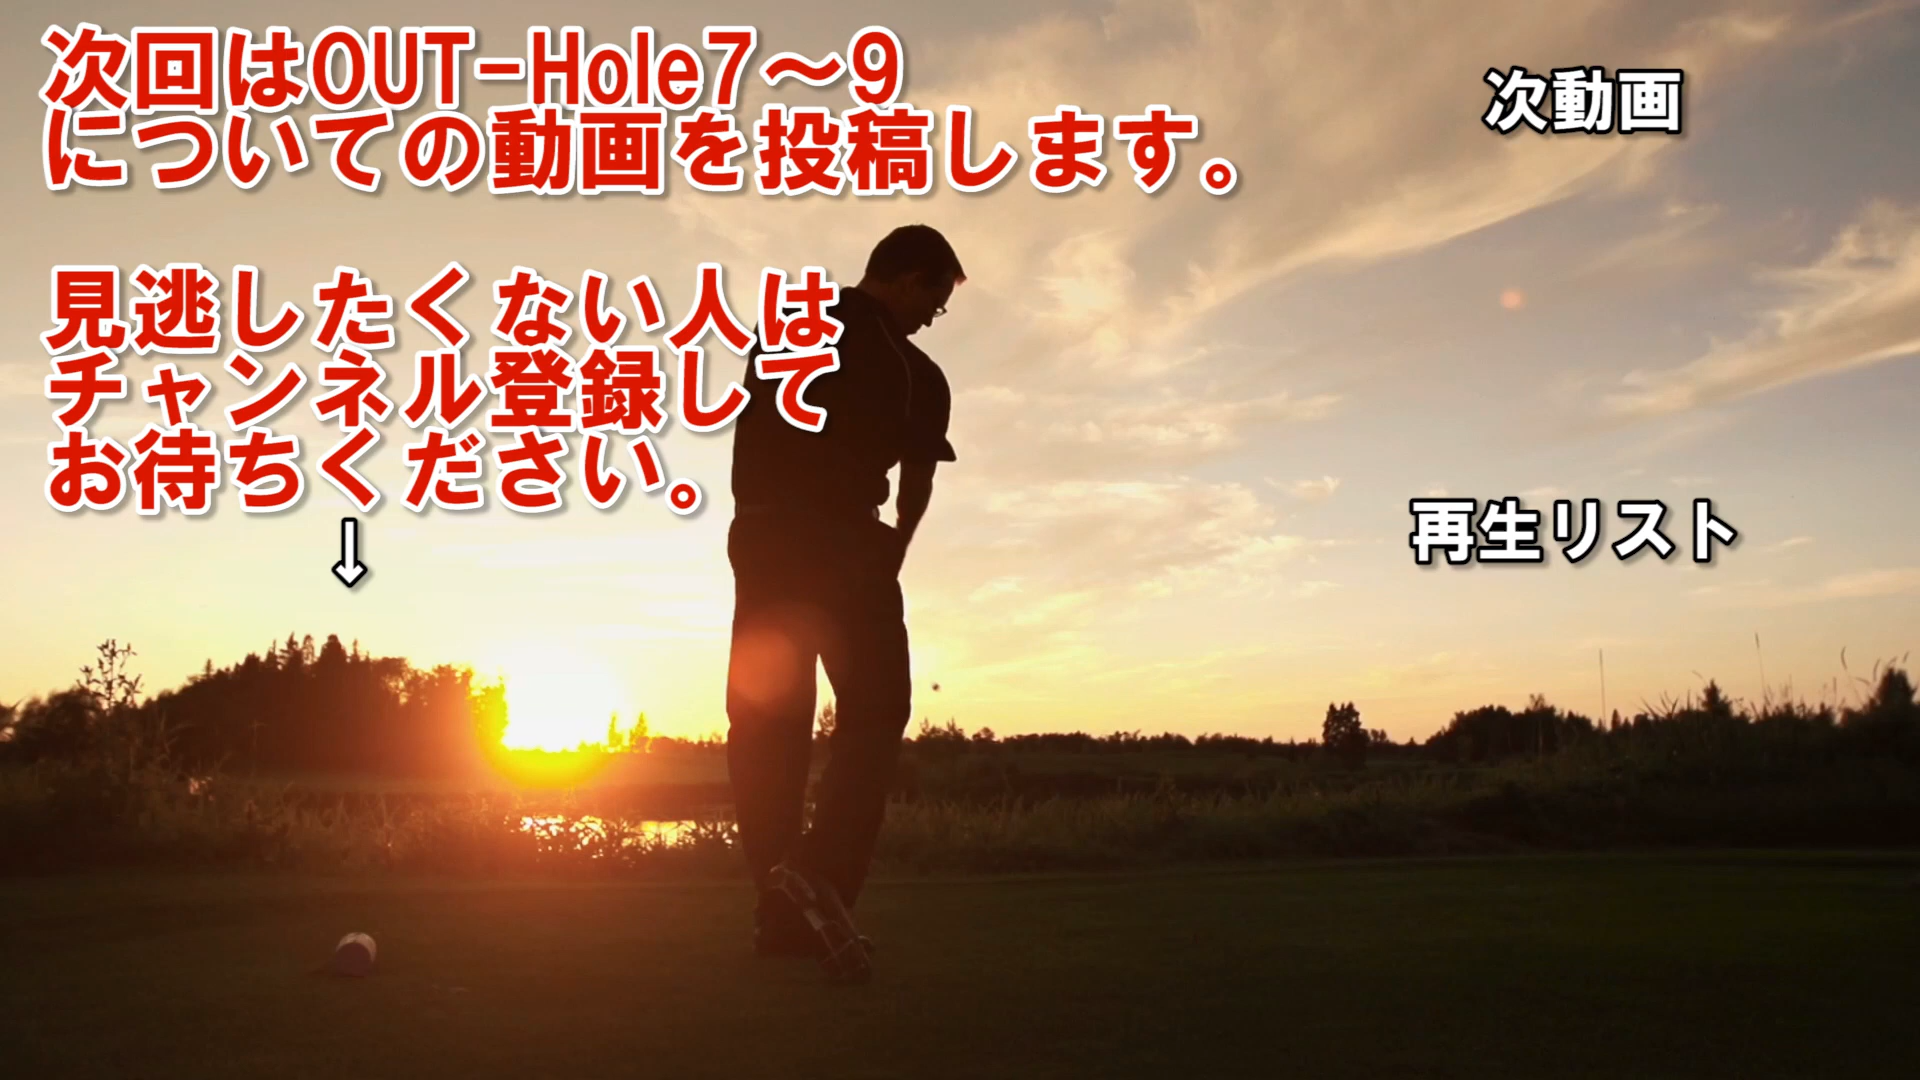 次回はOUT-Hole7～9
についての動画を投稿します。
見逃したくない人は
チャンネル登録して
お待ちください。
↓
次動画
再生リスト